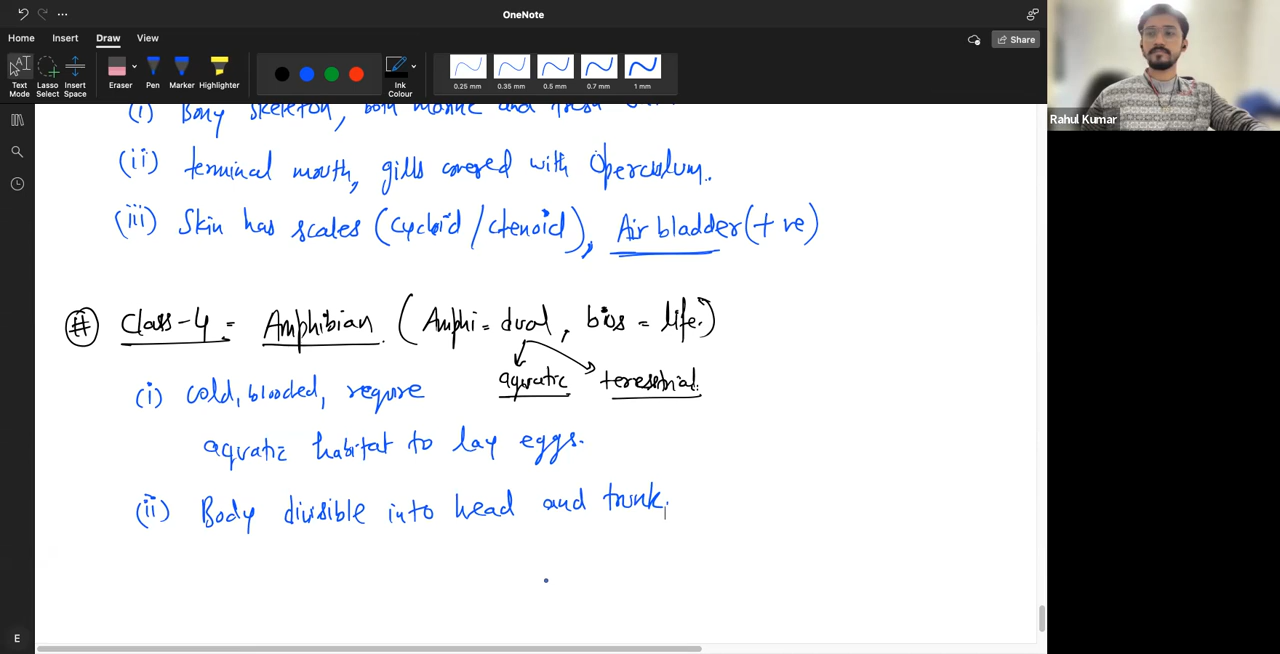 OneNote
Home Insert Draw View
Share
Text Mode Lasso Select Insert Space Eraser Pen Marker Highlighter Ink Colour 0.25 mm 0.35 mm 0.5 mm 0.7 mm 1 mm
Rahul Kumar
(i) Bony skeleton, both marine and fresh
(ii) terminal mouth, gills covered with Operculum.
(iii) Skin has scales (cycloid/ctenoid), Air bladder (+ve)
# Class-4 = Amphibian (Amphi = dual, bios = life.)
aquatic terrestrial.
(i) cold, blooded, require
aquatic habitat to lay eggs.
(ii) Body divisible into head and trunk,
E